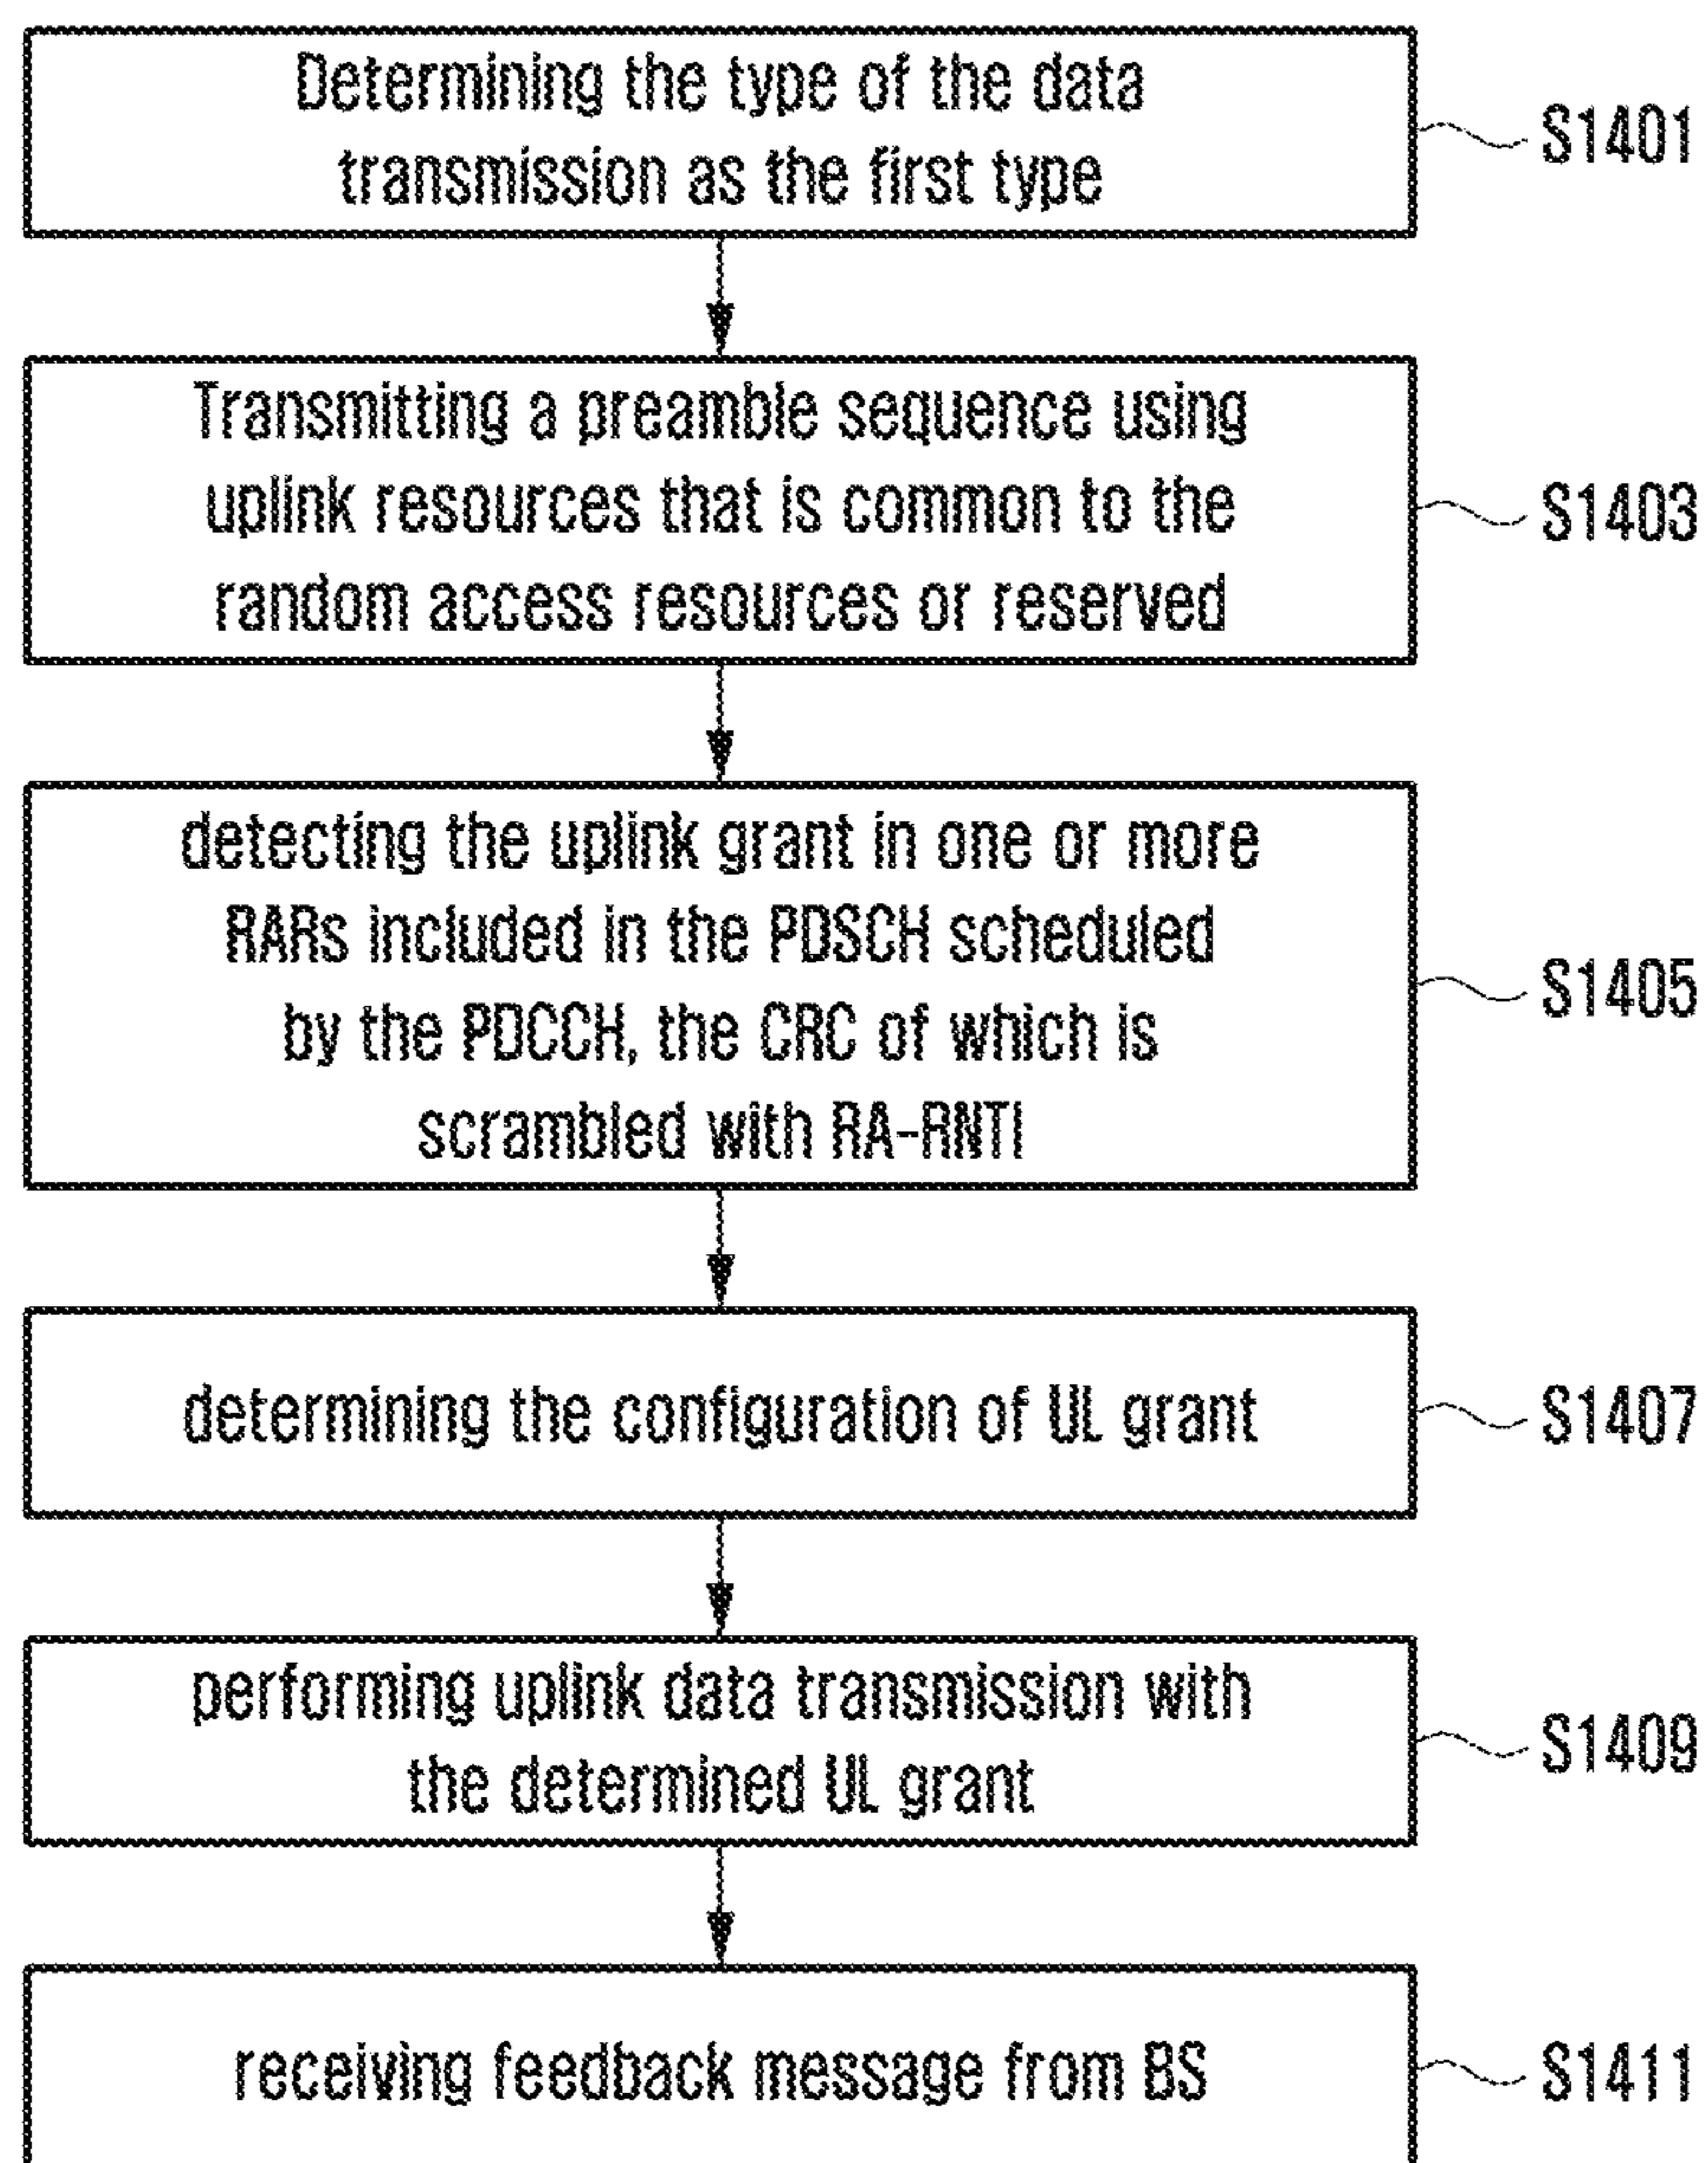 Determining the type of the data
transmission as the first type
S1401
Transmitting a preamble sequence using
uplink resources that is common to the
random access resources or reserved
S1403
detecting the uplink grant in one or more
RARs included in the PDSCH scheduled
by the PDCCH, the CRC of which is
scrambled with RA-RNTI
S1405
determining the configuration of UL grant
S1407
performing uplink data transmission with
the determined UL grant
S1409
receiving feedback message from BS
S1411